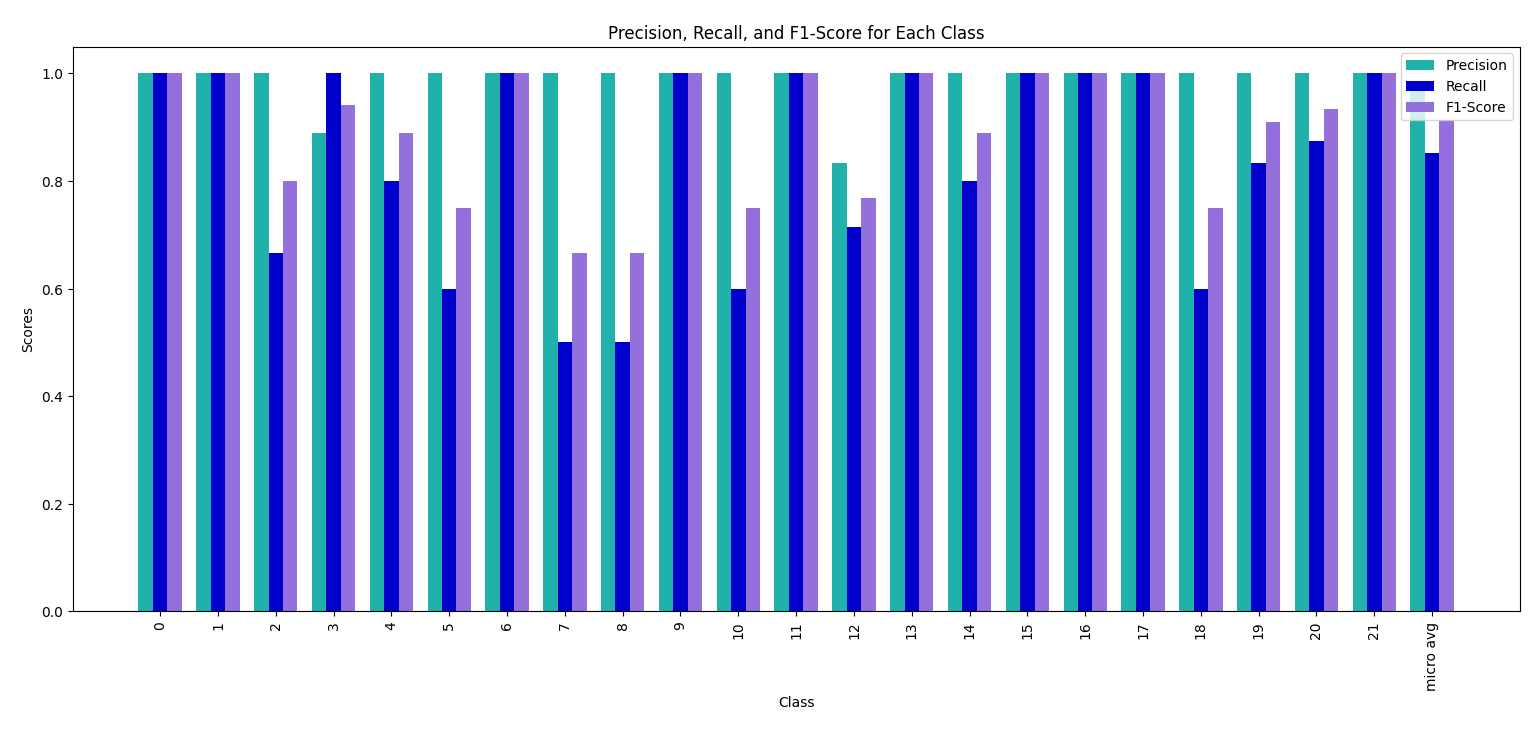 Precision, Recall, and F1-Score for Each Class
Precision
Recall
F1-Score
Scores
1.0
0.8
0.6
0.4
0.2
0.0
0 1 2 3 4 5 6 7 8 9 10 11 12 13 14 15 16 17 18 19 20 21 micro avg
Class